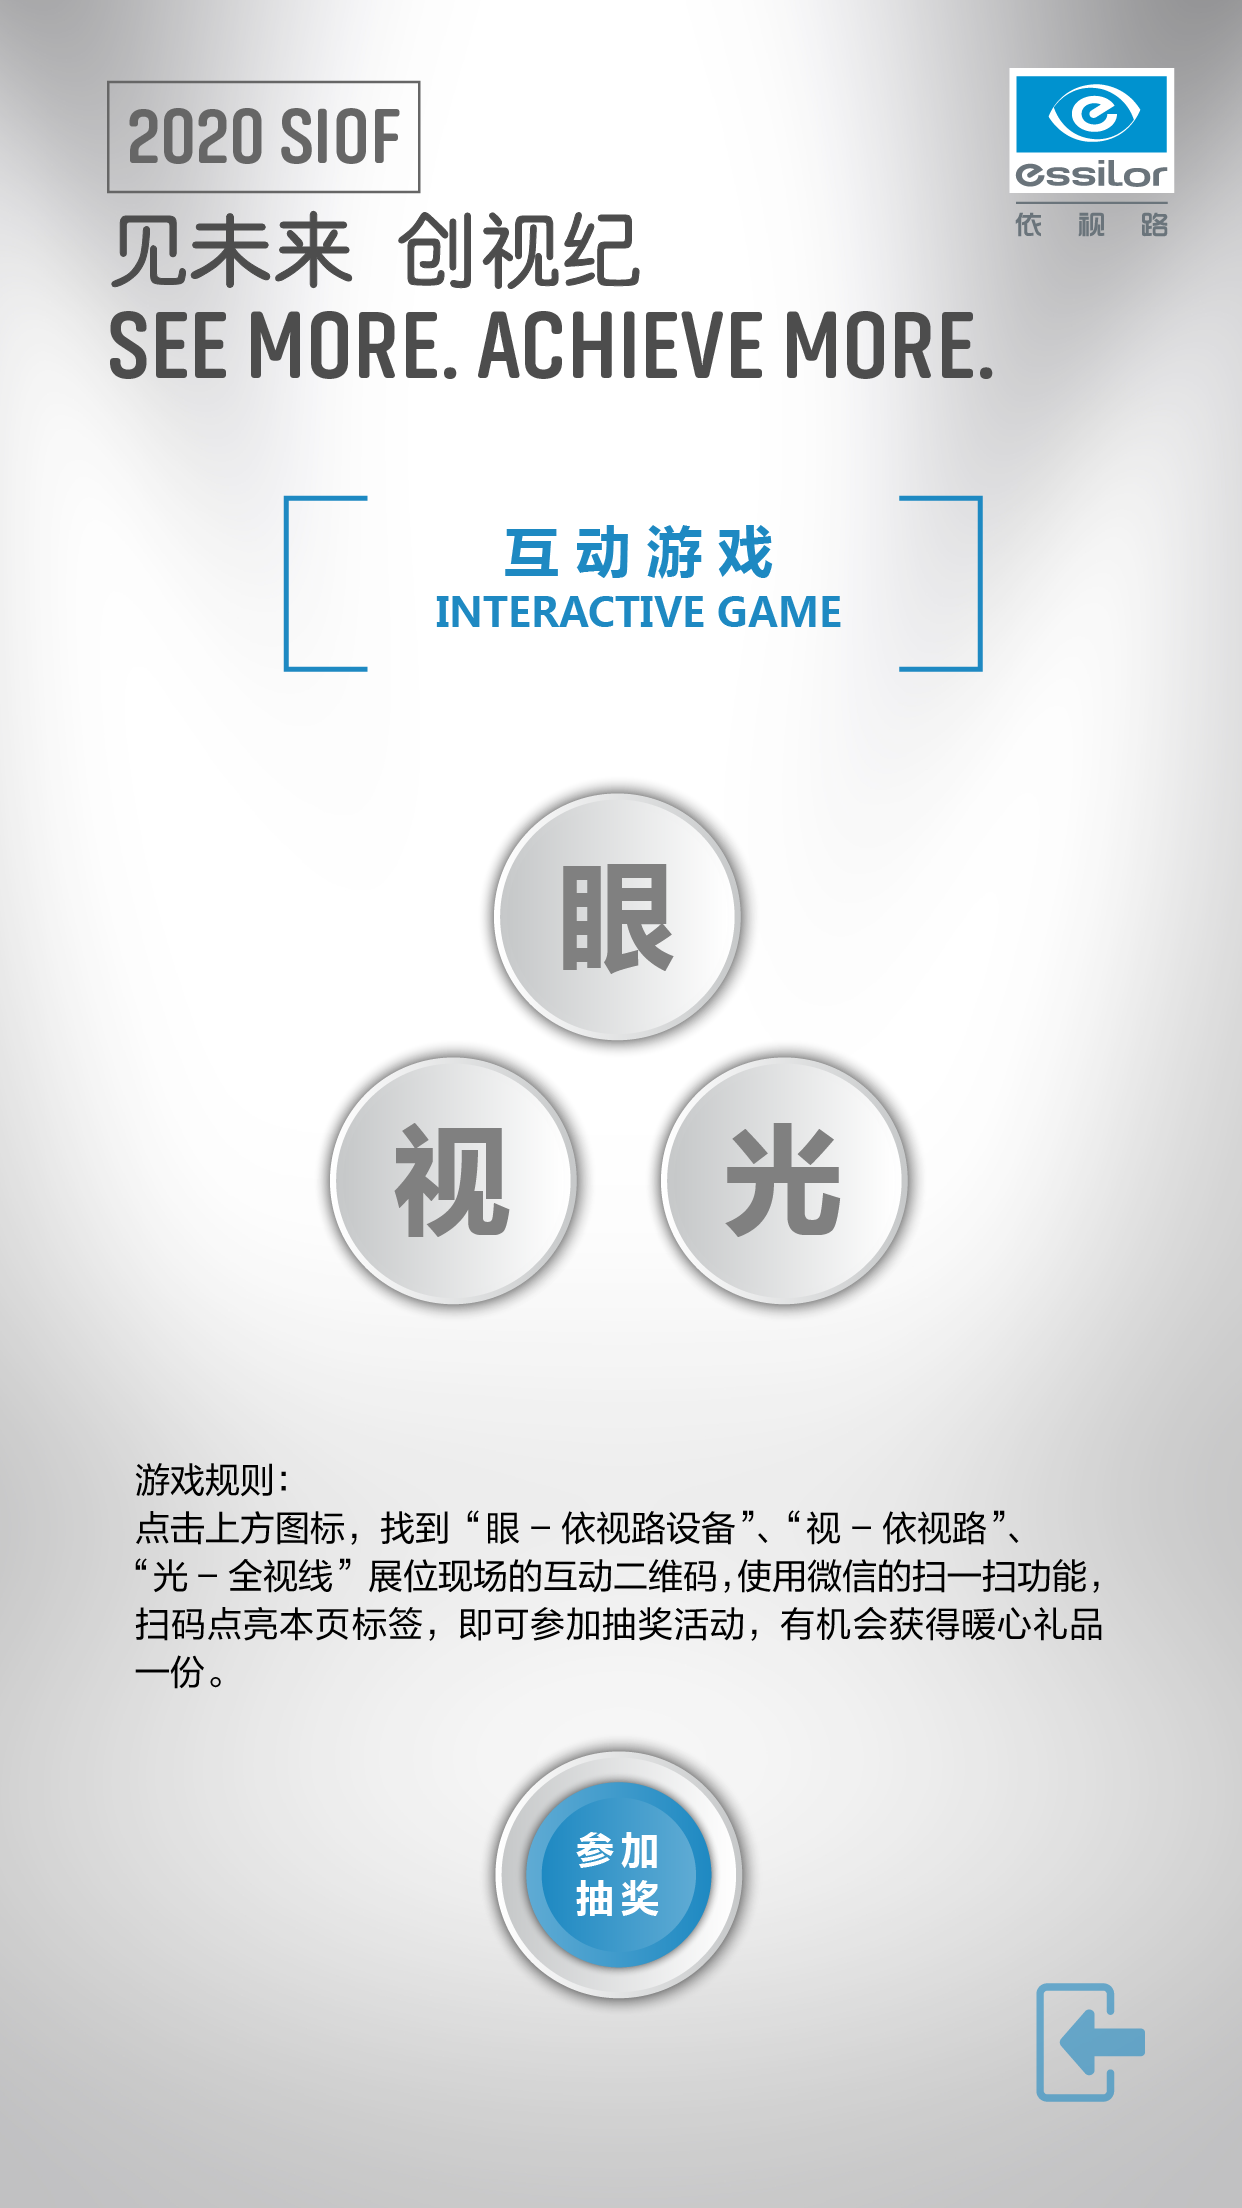 2020 SIOF
essilor
依 视 路
见未来 创视纪
SEE MORE. ACHIEVE MORE.
互动游戏
INTERACTIVE GAME
眼
视
光
游戏规则：
点击上方图标，找到“眼 – 依视路设备”、“视 – 依视路”、
“光 – 全视线”展位现场的互动二维码，使用微信的扫一扫功能，
扫码点亮本页标签，即可参加抽奖活动，有机会获得暖心礼品
一份。
参加
抽奖